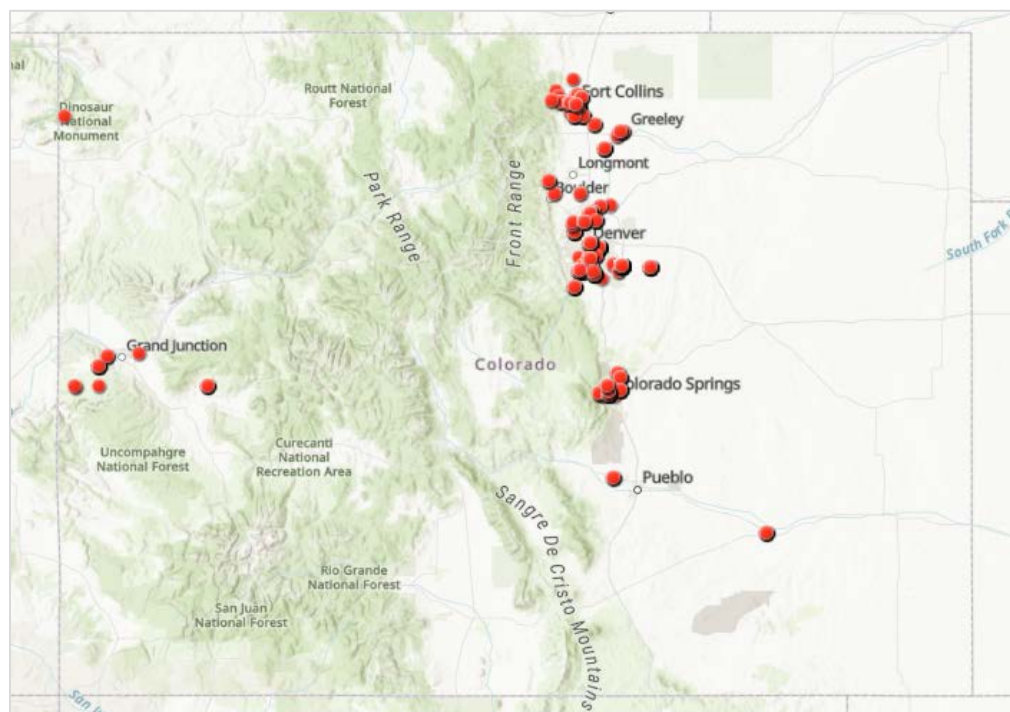 nal
Routt National
Forest
Fort Collins
Dinosaur
National
Monument
Greeley
Longmont
Boulder
Park Range
Front Range
Denver
South Fork
Grand Junction
Colorado
Colorado Springs
Uncompahgre
National Forest
Curecanti
National
Recreation Area
Pueblo
Sangre De Cristo Mountains
Rio Grande
National Forest
San Juan
National Forest
San